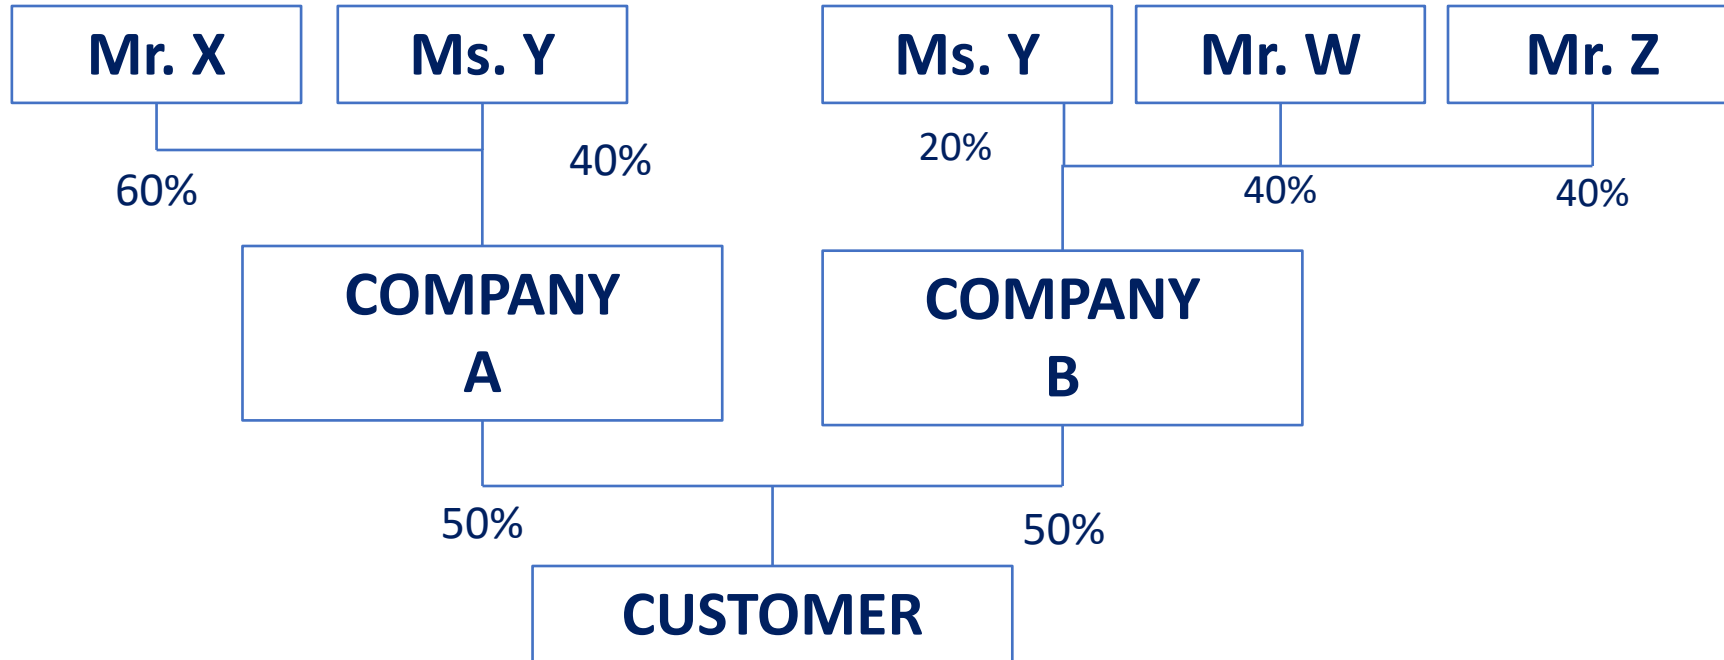 Mr. X
Ms. Y
Ms. Y
Mr. W
Mr. Z
60%
40%
20%
40%
40%
COMPANY
A
COMPANY
B
50%
50%
CUSTOMER